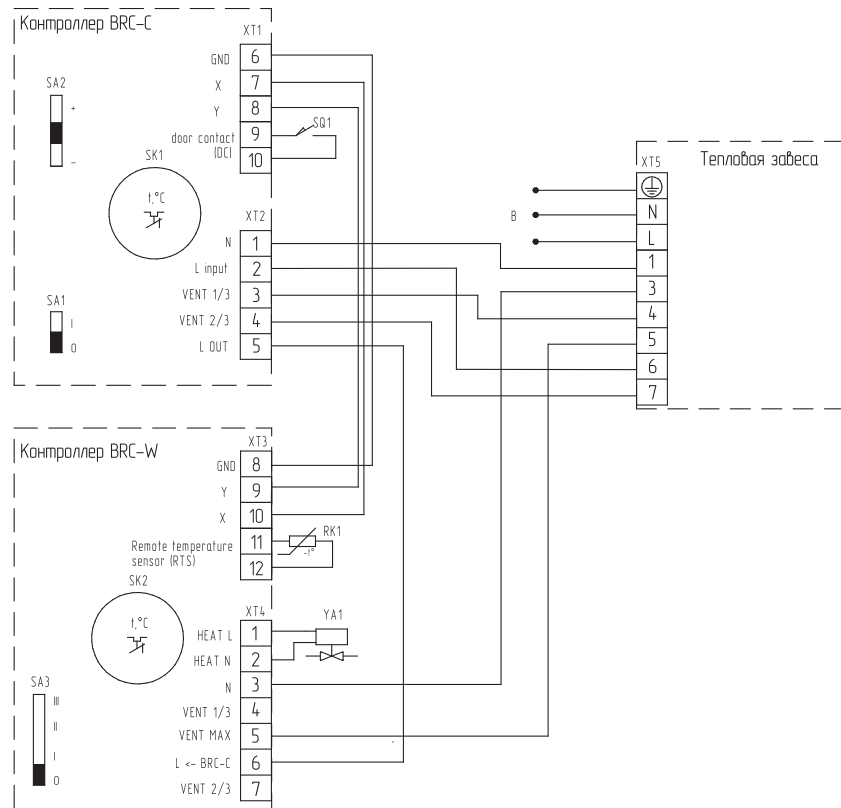 Контроллер BRC-C
XT1
GND 6
X 7
Y 8
door contact (DC) 9
10
SQ1
SA2
+
-
SK1
t,°C
XT2
N 1
L input 2
VENT 1/3 3
VENT 2/3 4
L OUT 5
SA1
I
0
XT5
Тепловая завеса
В
N
L
1
3
4
5
6
7
Контроллер BRC-W
XT3
GND 8
Y 9
X 10
Remote temperature sensor (RTS) 11
12
RK1
-t°
SK2
t,°C
XT4
HEAT L 1
HEAT N 2
N 3
VENT 1/3 4
VENT MAX 5
L <- BRC-C 6
VENT 2/3 7
YA1
SA3
III
II
I
0